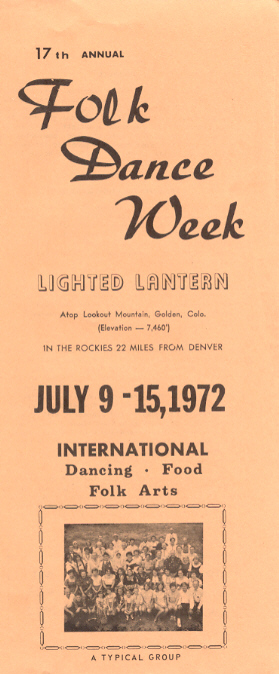 17th ANNUAL
Folk
Dance
Week
LIGHTED LANTERN
Atop Lookout Mountain, Golden, Colo.
(Elevation — 7,460')
IN THE ROCKIES 22 MILES FROM DENVER
JULY 9 - 15, 1972
INTERNATIONAL
Dancing · Food
Folk Arts
A TYPICAL GROUP